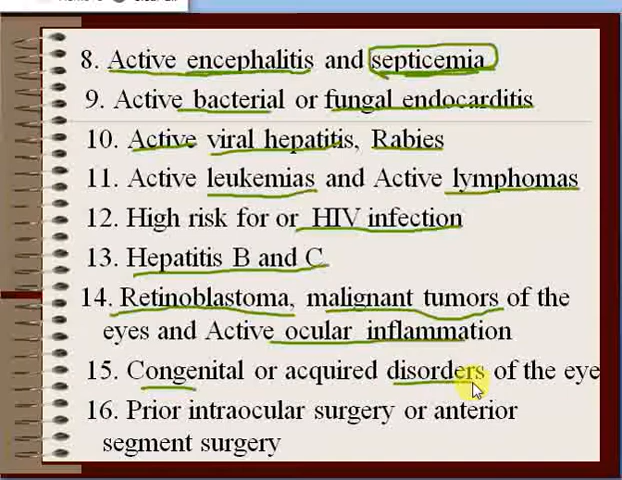 8. Active encephalitis and septicemia
9. Active bacterial or fungal endocarditis
10. Active viral hepatitis, Rabies
11. Active leukemias and Active lymphomas
12. High risk for or HIV infection
13. Hepatitis B and C
14. Retinoblastoma, malignant tumors of the
eyes and Active ocular inflammation
15. Congenital or acquired disorders of the eye
16. Prior intraocular surgery or anterior
segment surgery